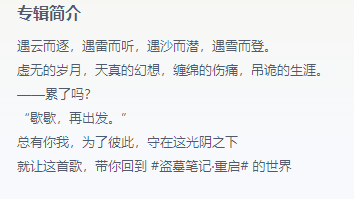 专辑简介
遇云而逐，遇雷而听，遇沙而潜，遇雪而登。
虚无的岁月，天真的幻想，缠绵的伤痛，吊诡的生涯。
——累了吗?
“歇歇，再出发。”
总有你我，为了彼此，守在这光阴之下
就让这首歌，带你回到 #盗墓笔记·重启# 的世界